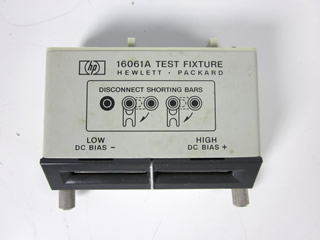 hp 16061A TEST FIXTURE
HEWLETT · PACKARD
DISCONNECT SHORTING BARS
LOW HIGH
DC BIAS − DC BIAS +